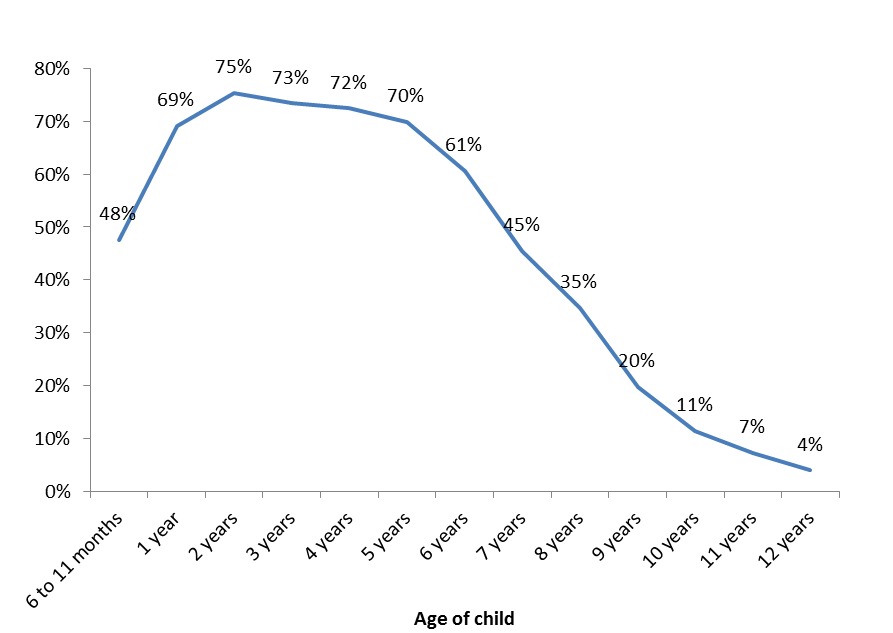 80%
70%
60%
50%
40%
30%
20%
10%
0%
48%
69%
75%
73%
72%
70%
61%
45%
35%
20%
11%
7%
4%
6 to 11 months
1 year
2 years
3 years
4 years
5 years
6 years
7 years
8 years
9 years
10 years
11 years
12 years
Age of child